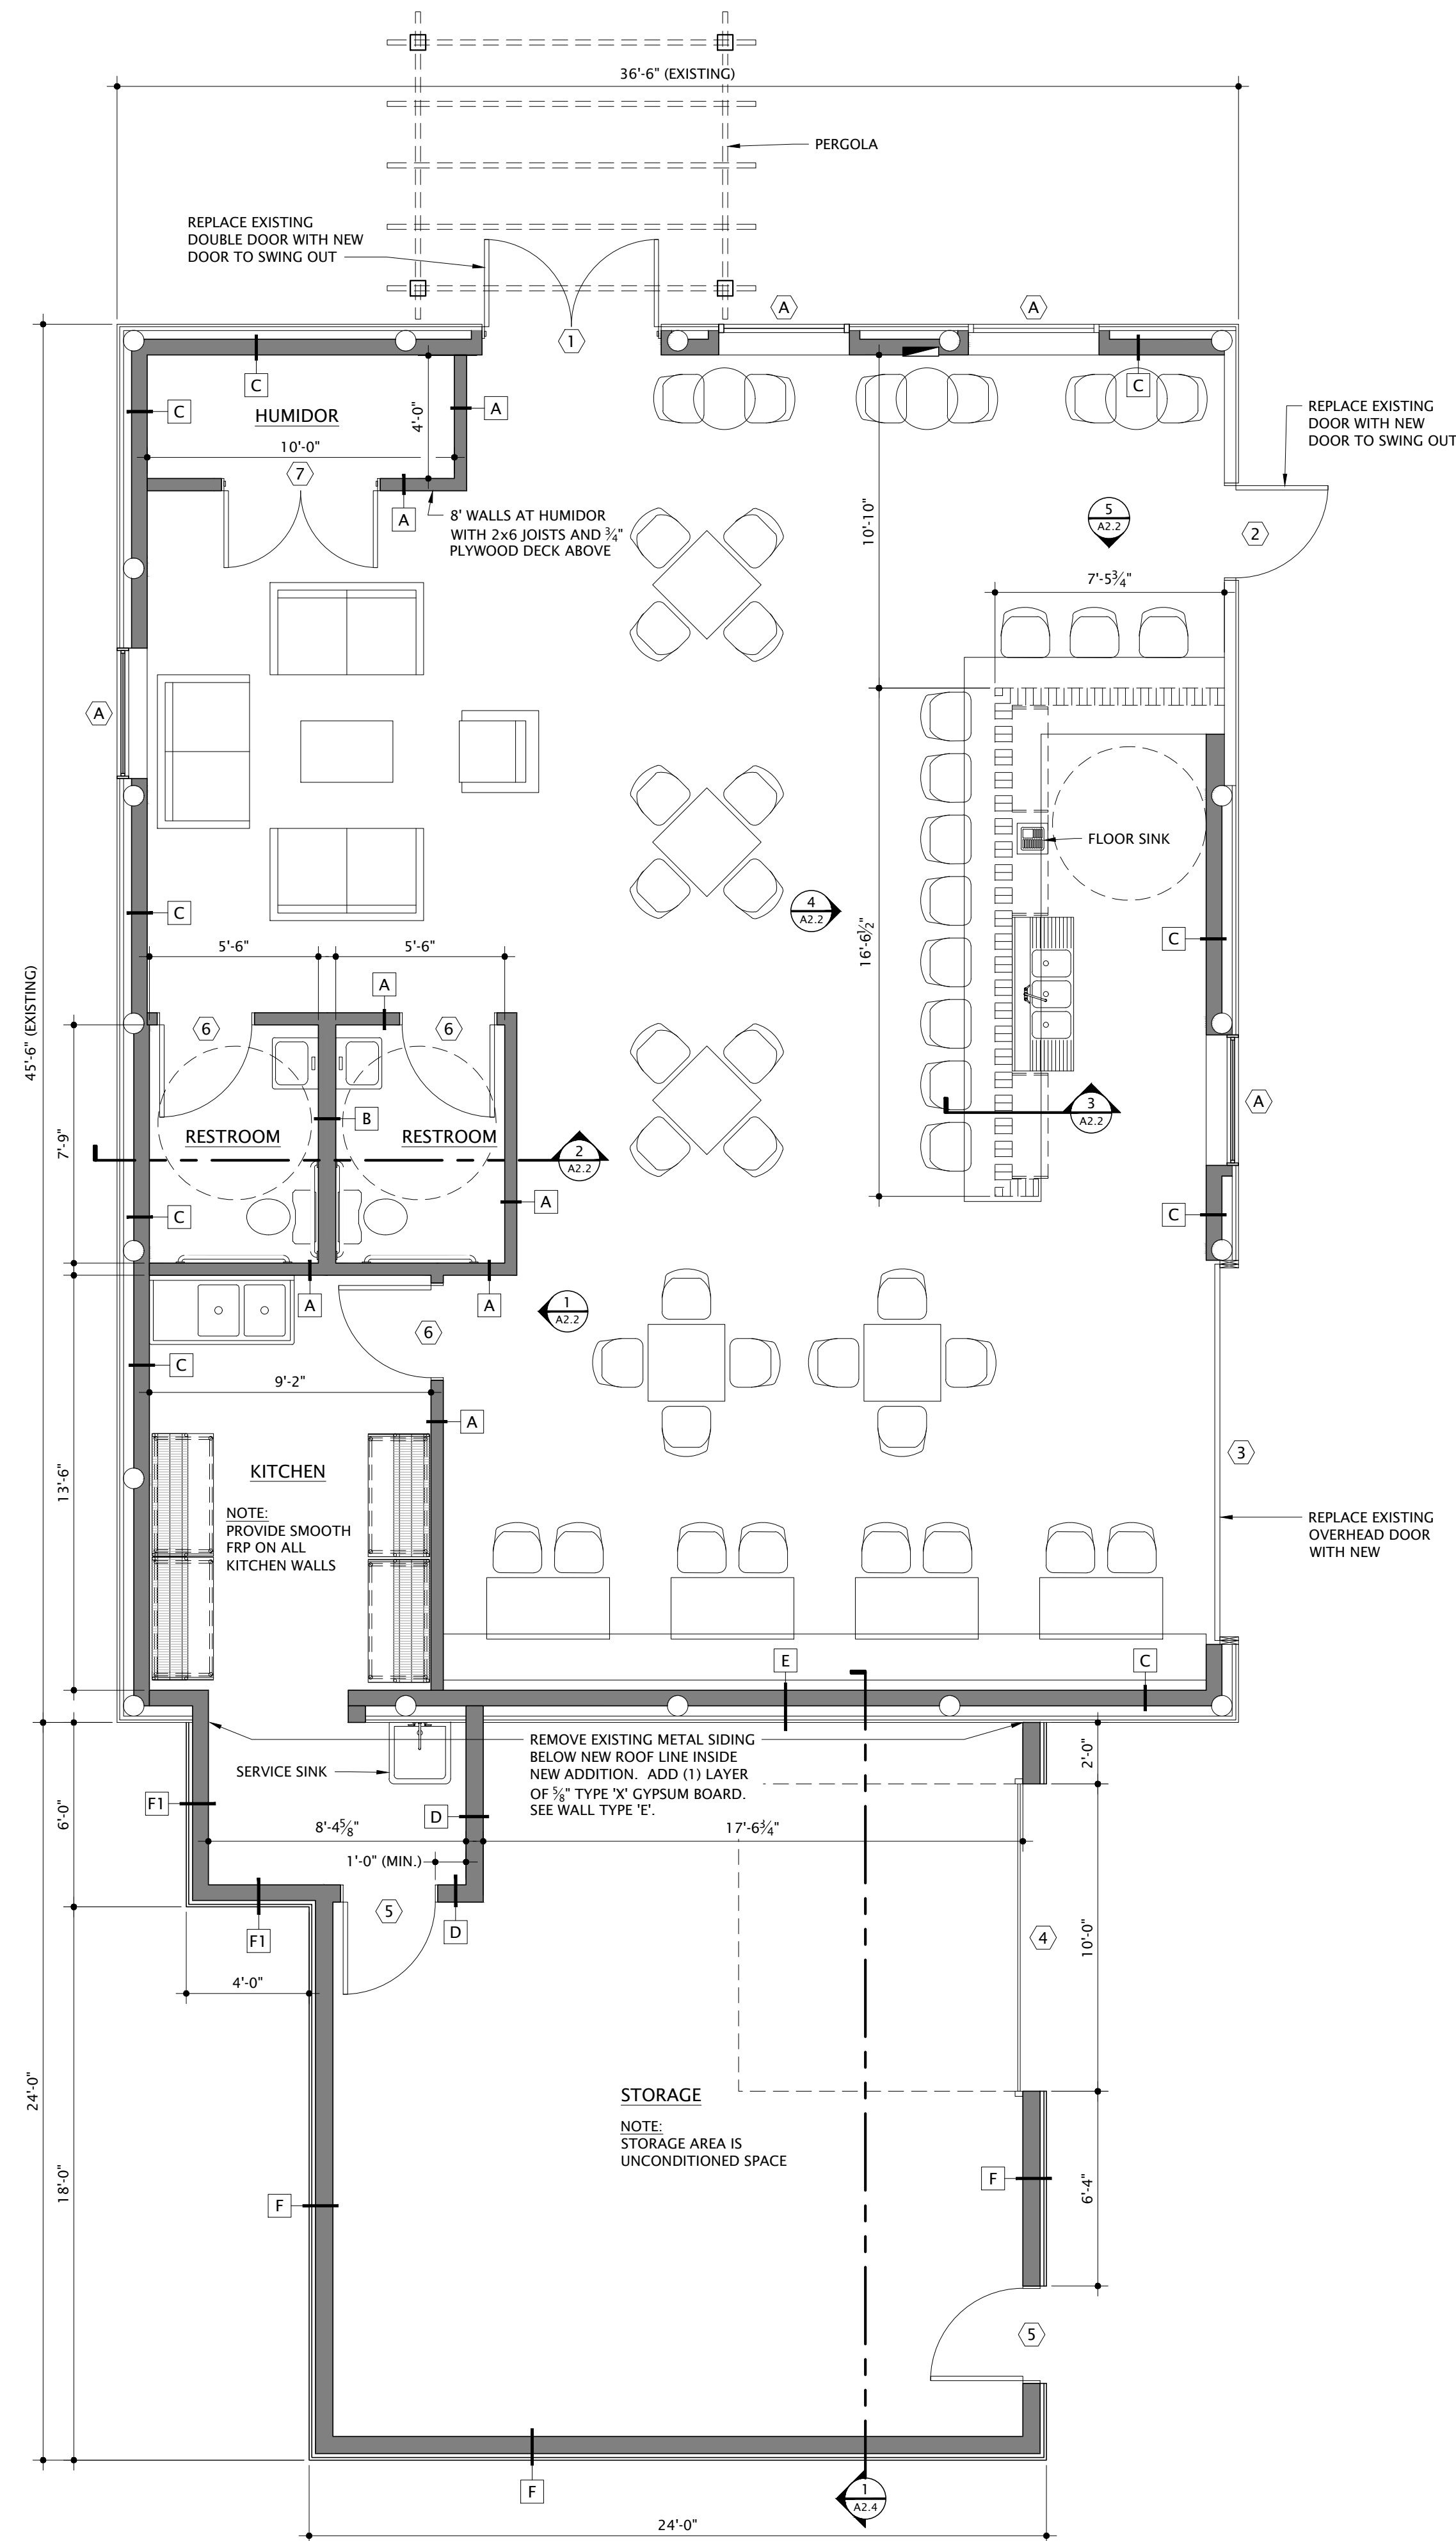 36'-6" (EXISTING)
PERGOLA
REPLACE EXISTING
DOUBLE DOOR WITH NEW
DOOR TO SWING OUT
A
A
1
C
C
C
HUMIDOR
4'-0"
A
10'-0"
7
A
8' WALLS AT HUMIDOR
WITH 2x6 JOISTS AND ¾"
PLYWOOD DECK ABOVE
REPLACE EXISTING
DOOR WITH NEW
DOOR TO SWING OUT
10'-10"
5
A2.2
2
7'-5¾"
A
FLOOR SINK
4
A2.2
C
C
16'-6½"
5'-6"
5'-6"
A
45'-6" (EXISTING)
6
6
7'-9"
B
RESTROOM
RESTROOM
2
A2.2
3
A2.2
A
C
A
C
A
A
1
A2.2
6
C
9'-2"
A
13'-6"
KITCHEN
NOTE:
PROVIDE SMOOTH
FRP ON ALL
KITCHEN WALLS
3
REPLACE EXISTING
OVERHEAD DOOR
WITH NEW
E
C
REMOVE EXISTING METAL SIDING
BELOW NEW ROOF LINE INSIDE
NEW ADDITION. ADD (1) LAYER
OF ⅝" TYPE 'X' GYPSUM BOARD.
SEE WALL TYPE 'E'.
SERVICE SINK
2'-0"
6'-0"
F1
D
8'-4⅝"
17'-6¾"
1'-0" (MIN.)
5
D
F1
4
10'-0"
4'-0"
24'-0"
STORAGE
NOTE:
STORAGE AREA IS
UNCONDITIONED SPACE
18'-0"
F
F
6'-4"
5
F
1
A2.4
24'-0"